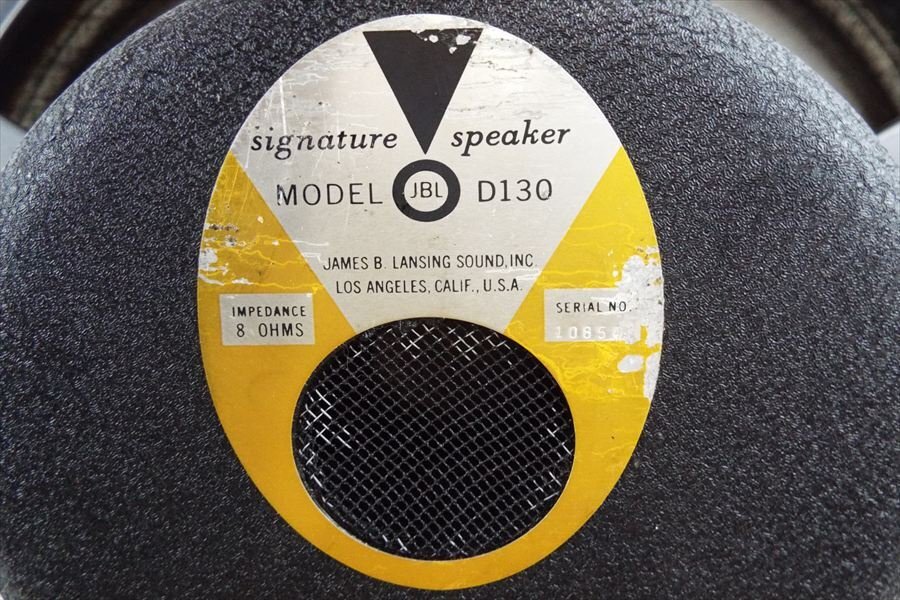 signature speaker
MODEL JBL D130
JAMES B. LANSING SOUND, INC.
LOS ANGELES, CALIF., U.S.A.
IMPEDANCE
8 OHMS
SERIAL NO.